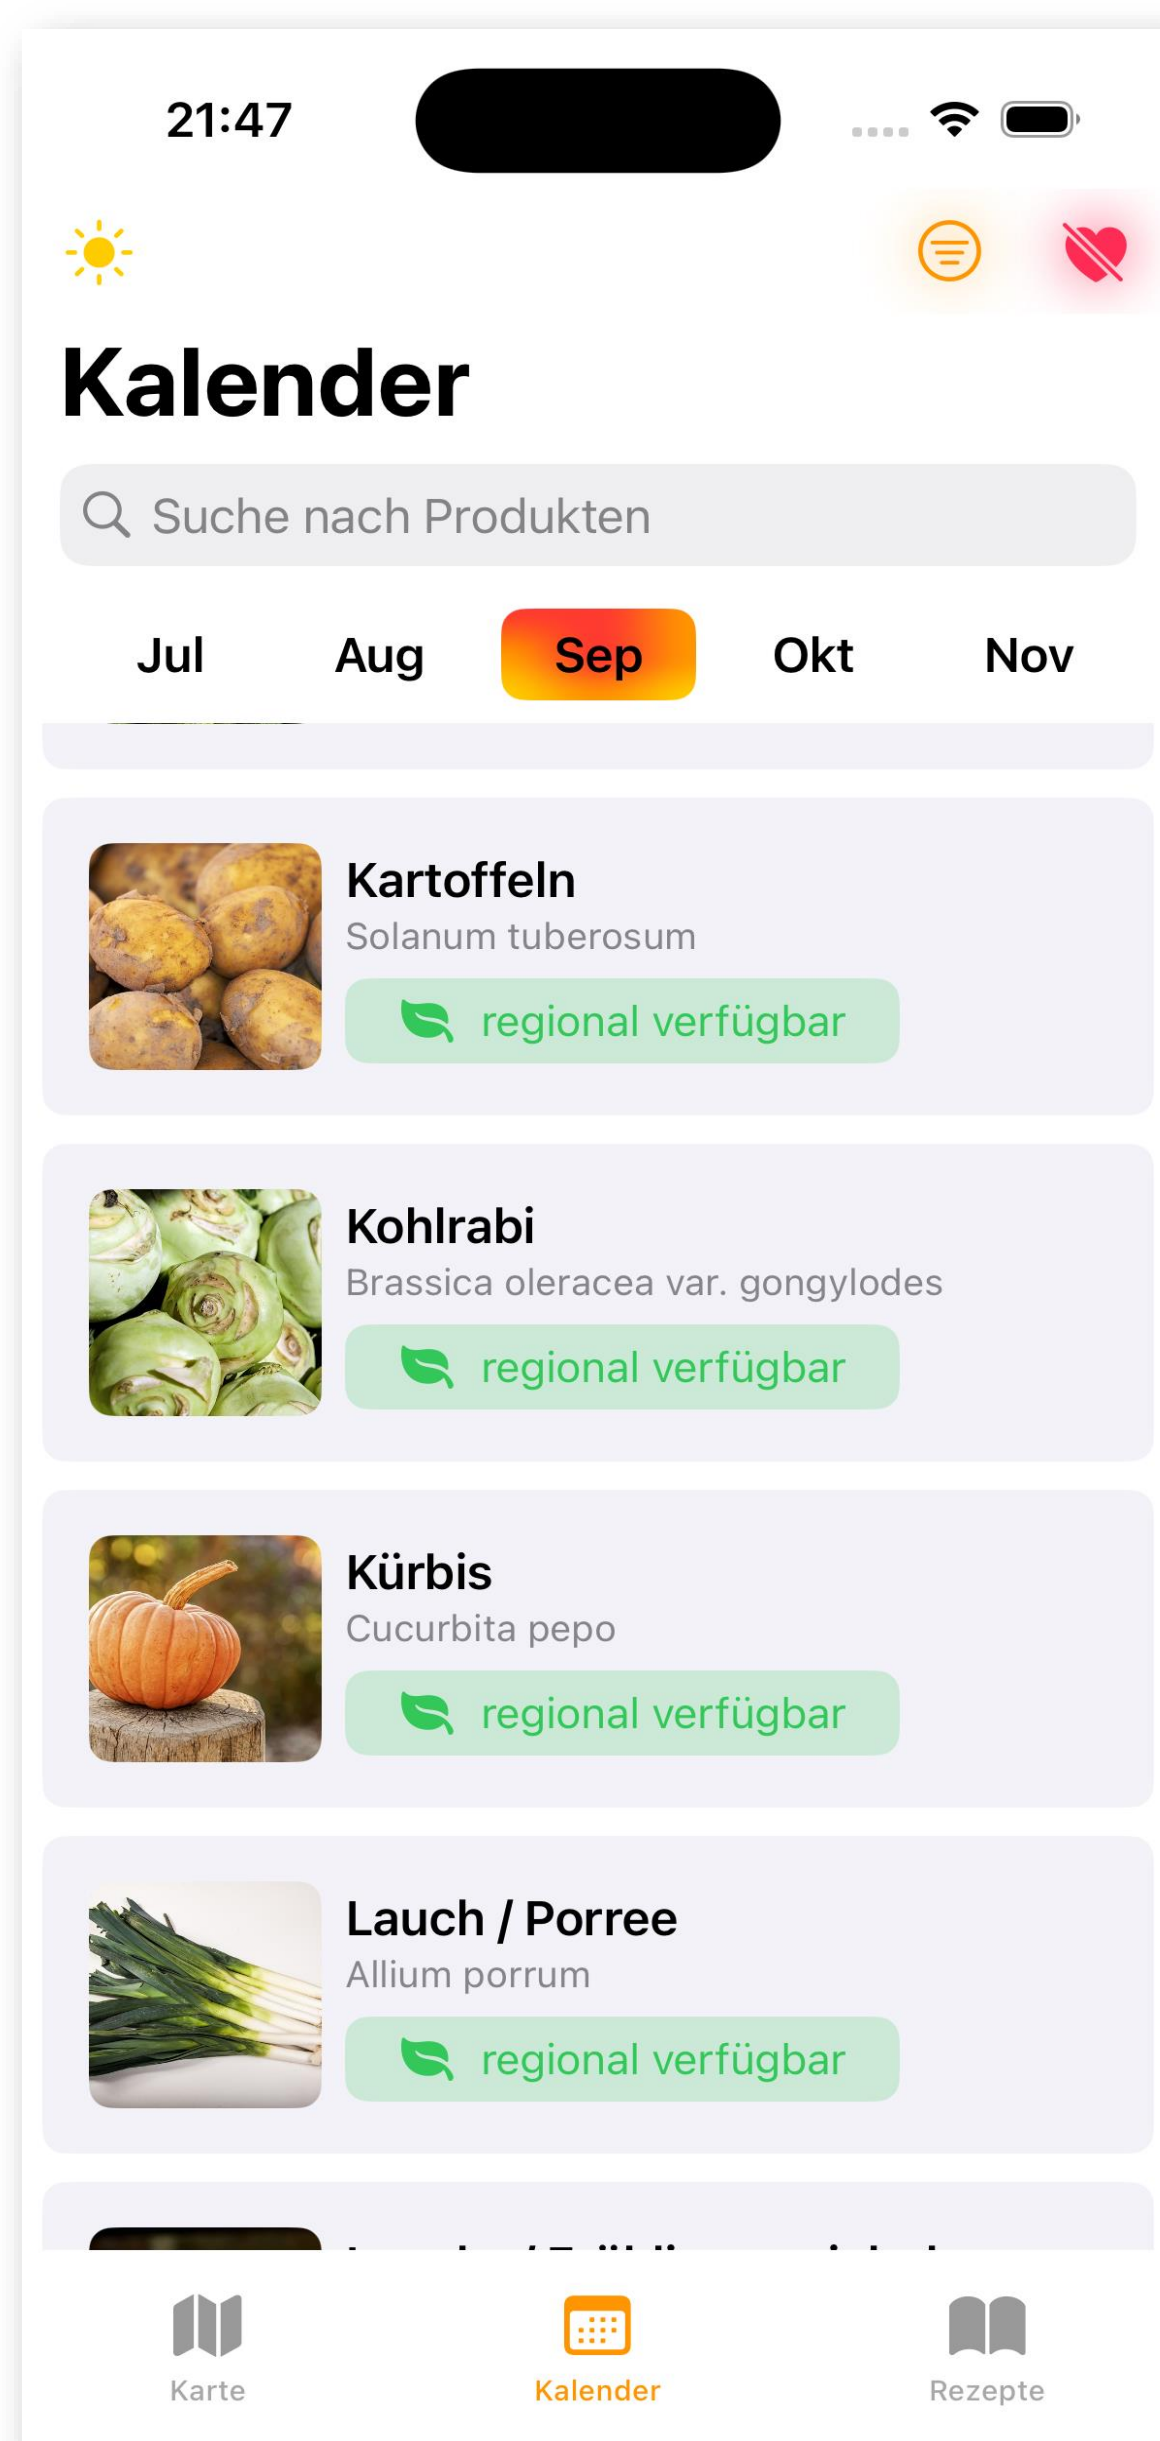 21:47
Kalender
Suche nach Produkten
Jul Aug Sep Okt Nov
Kartoffeln
Solanum tuberosum
regional verfügbar
Kohlrabi
Brassica oleracea var. gongylodes
regional verfügbar
Kürbis
Cucurbita pepo
regional verfügbar
Lauch / Porree
Allium porrum
regional verfügbar
Karte Kalender Rezepte